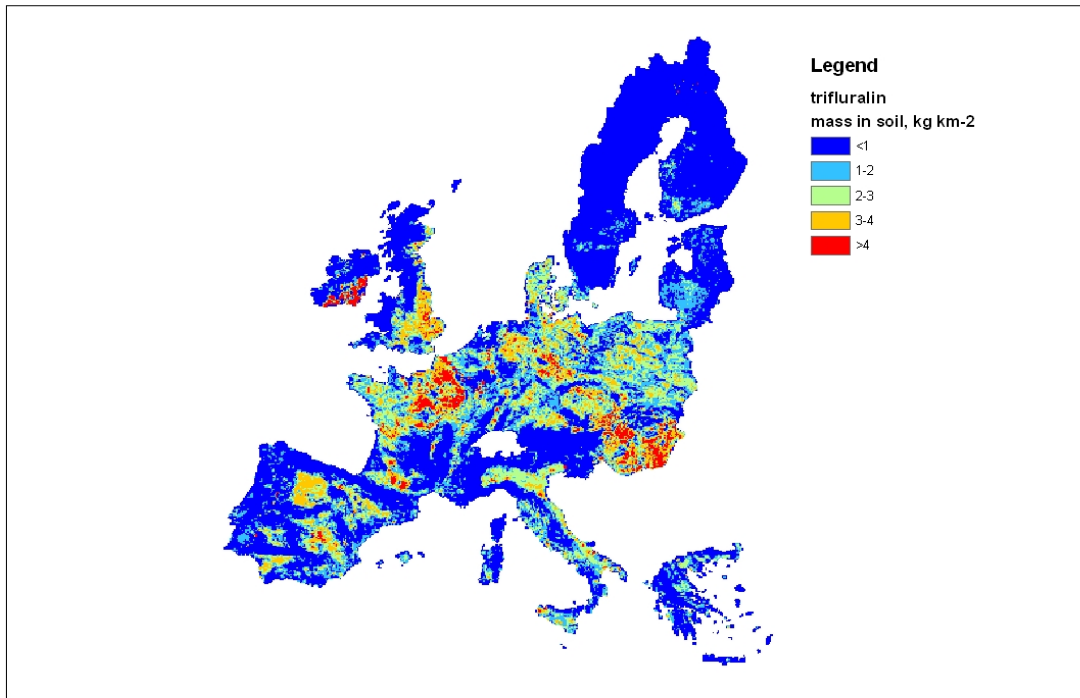 Legend
trifluralin
mass in soil, kg km-2
<1
1-2
2-3
3-4
>4